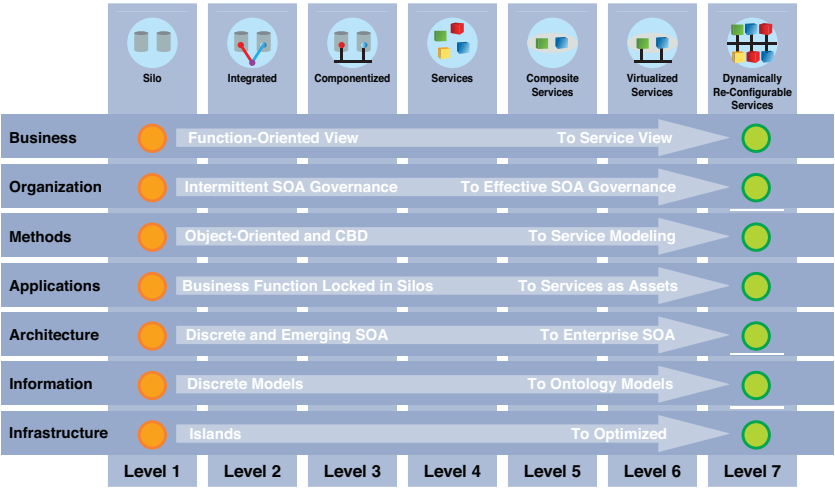 Silo
Integrated
Componentized
Services
Composite
Services
Virtualized
Services
Dynamically
Re-Configurable
Services
Business
Function-Oriented View
To Service View
Organization
Intermittent SOA Governance
To Effective SOA Governance
Methods
Object-Oriented and CBD
To Service Modeling
Applications
Business Function Locked in Silos
To Services as Assets
Architecture
Discrete and Emerging SOA
To Enterprise SOA
Information
Discrete Models
To Ontology Models
Infrastructure
Islands
To Optimized
Level 1
Level 2
Level 3
Level 4
Level 5
Level 6
Level 7